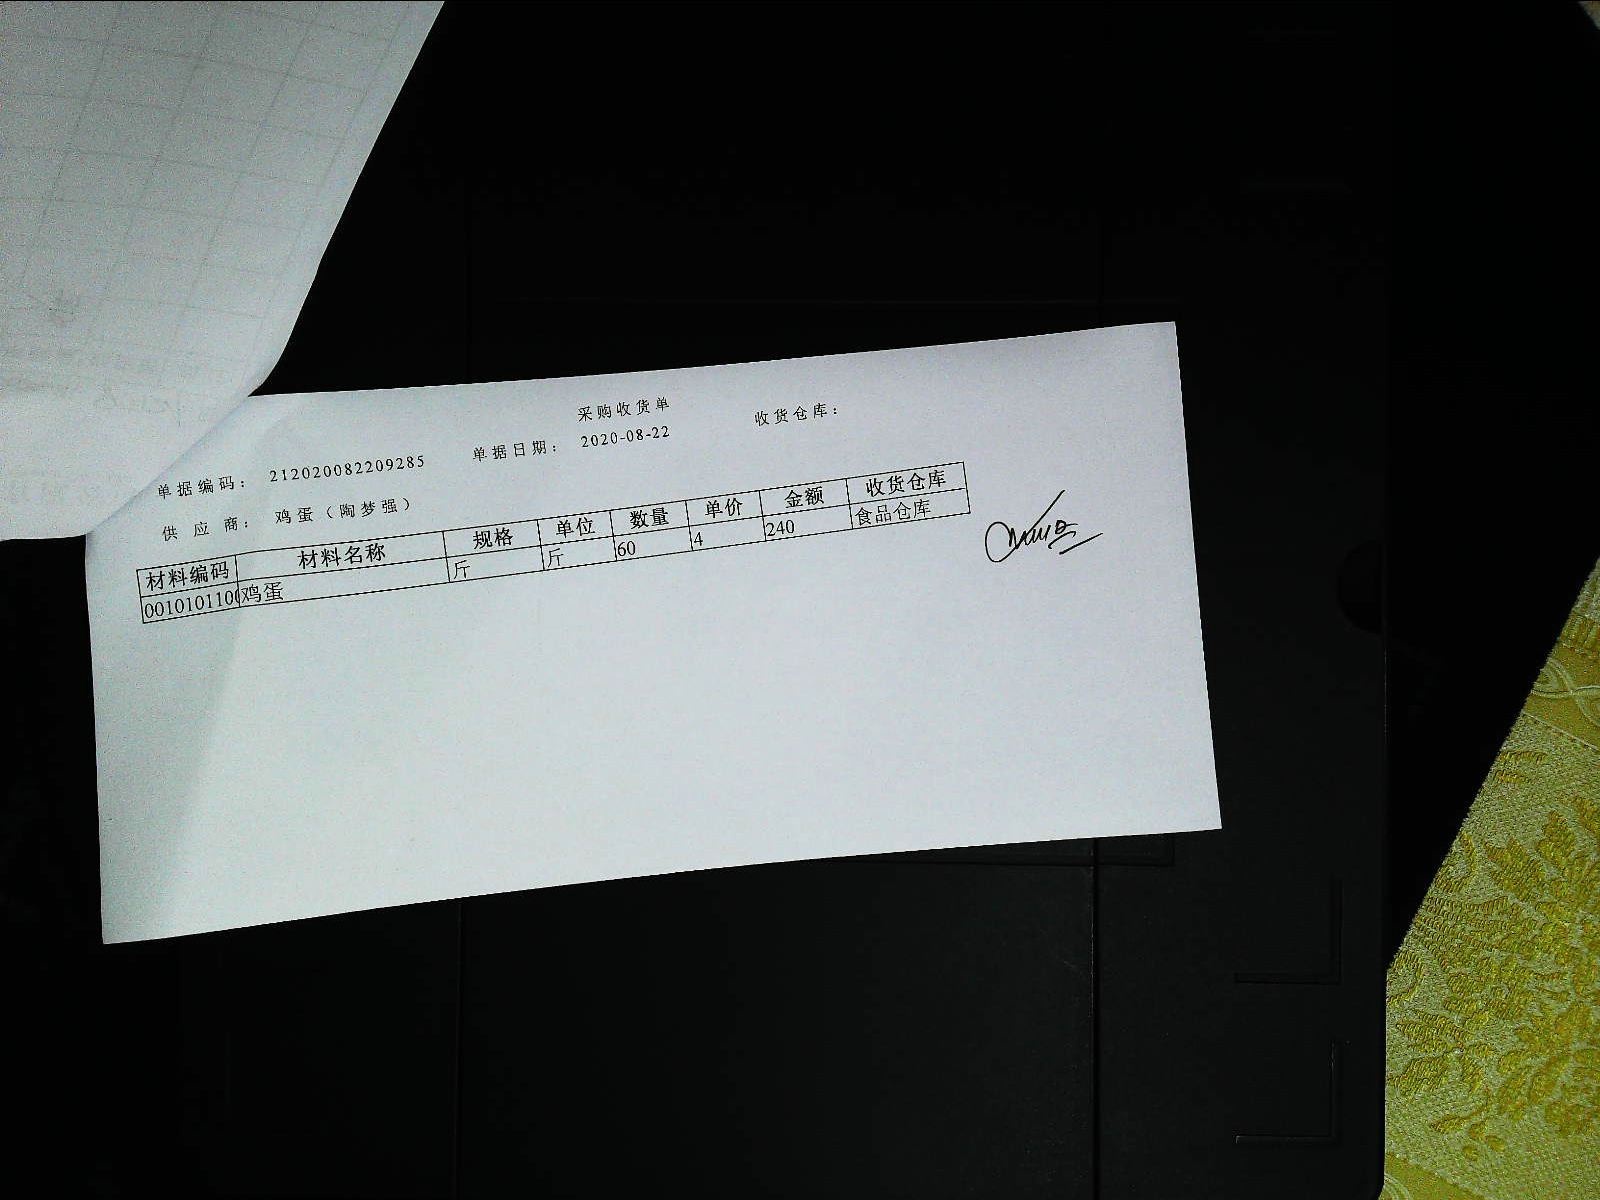 采购收货单
单据编码: 212020082209285 单据日期: 2020-08-22 收货仓库:
供应商: 鸡蛋（陶梦强）
材料编码 材料名称 规格 单位 数量 单价 金额 收货仓库
0010101100 鸡蛋 斤 斤 60 4 240 食品仓库